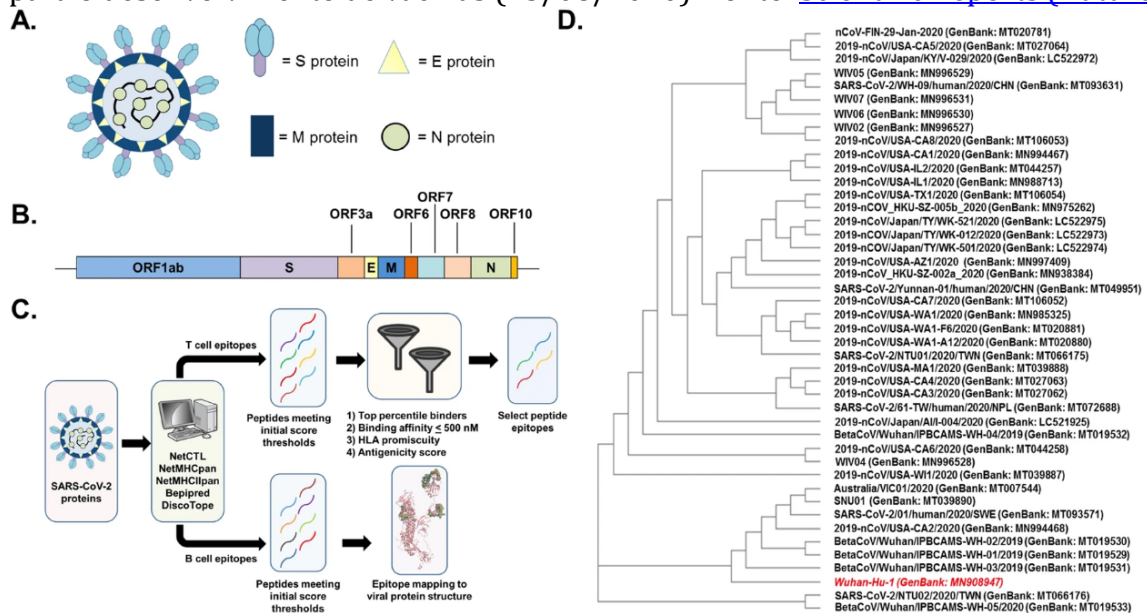 A.
= S protein
= E protein
= M protein
= N protein
B.
ORF7
ORF3a
ORF6
ORF8
ORF10
ORF1ab
S
E
M
N
C.
T cell epitopes
SARS-CoV-2
proteins
NetCTL
NetMHCpan
NetMHCIIpan
Bepipred
DiscoTope
B cell epitopes
Peptides meeting
initial score
thresholds
1) Top percentile binders
2) Binding affinity ≤ 500 nM
3) HLA promiscuity
4) Antigenicity score
Select peptide
epitopes
Peptides meeting
initial score
thresholds
Epitope mapping to
viral protein structure
D.
nCoV-FIN-29-Jan-2020 (GenBank: MT020781)
2019-nCoV/USA-CA5/2020 (GenBank: MT027064)
2019-nCoV/Japan/KY/V-029/2020 (GenBank: LC522972)
WIV05 (GenBank: MN996529)
SARS-CoV-2/WH-09/human/2020/CHN (GenBank: MT093631)
WIV07 (GenBank: MN996531)
WIV06 (GenBank: MN996530)
WIV02 (GenBank: MN996527)
2019-nCoV/USA-CA8/2020 (GenBank: MT106053)
2019-nCoV/USA-CA1/2020 (GenBank: MN994467)
2019-nCoV/USA-IL2/2020 (GenBank: MT044257)
2019-nCoV/USA-IL1/2020 (GenBank: MN988713)
2019-nCoV/USA-TX1/2020 (GenBank: MT106054)
2019-nCOV_HKU-SZ-005b_2020 (GenBank: MN975262)
2019-nCoV/Japan/TY/WK-521/2020 (GenBank: LC522975)
2019-nCOV/Japan/TY/WK-012/2020 (GenBank: LC522973)
2019-nCOV/Japan/TY/WK-501/2020 (GenBank: LC522974)
2019-nCoV/USA-AZ1/2020 (GenBank: MN997409)
2019-nCoV_HKU-SZ-002a_2020 (GenBank: MN938384)
SARS-CoV-2/Yunnan-01/human/2020/CHN (GenBank: MT049951)
2019-nCoV/USA-CA7/2020 (GenBank: MT106052)
2019-nCoV/USA-WA1/2020 (GenBank: MN985325)
2019-nCoV/USA-WA1-F6/2020 (GenBank: MT020881)
2019-nCoV/USA-WA1-A12/2020 (GenBank: MT020880)
SARS-CoV-2/NTU01/2020/TWN (GenBank: MT066175)
2019-nCoV/USA-MA1/2020 (GenBank: MT039888)
2019-nCoV/USA-CA4/2020 (GenBank: MT027063)
2019-nCoV/USA-CA3/2020 (GenBank: MT027062)
SARS-CoV-2/61-TW/human/2020/NPL (GenBank: MT072688)
2019-nCoV/Japan/AI/I-004/2020 (GenBank: LC521925)
BetaCoV/Wuhan/IPBCAMS-WH-04/2019 (GenBank: MT019532)
2019-nCoV/USA-CA6/2020 (GenBank: MT044258)
WIV04 (GenBank: MN996528)
2019-nCoV/USA-WI1/2020 (GenBank: MT039887)
Australia/VIC01/2020 (GenBank: MT007544)
SNU01 (GenBank: MT039890)
SARS-CoV-2/01/human/2020/SWE (GenBank: MT093571)
2019-nCoV/USA-CA2/2020 (GenBank: MN994468)
BetaCoV/Wuhan/IPBCAMS-WH-02/2019 (GenBank: MT019530)
BetaCoV/Wuhan/IPBCAMS-WH-01/2019 (GenBank: MT019529)
BetaCoV/Wuhan/IPBCAMS-WH-03/2019 (GenBank: MT019531)
Wuhan-Hu-1 (GenBank: MN908947)
SARS-CoV-2/NTU02/2020/TWN (GenBank: MT066176)
BetaCoV/Wuhan/IPBCAMS-WH-05/2020 (GenBank: MT019533)